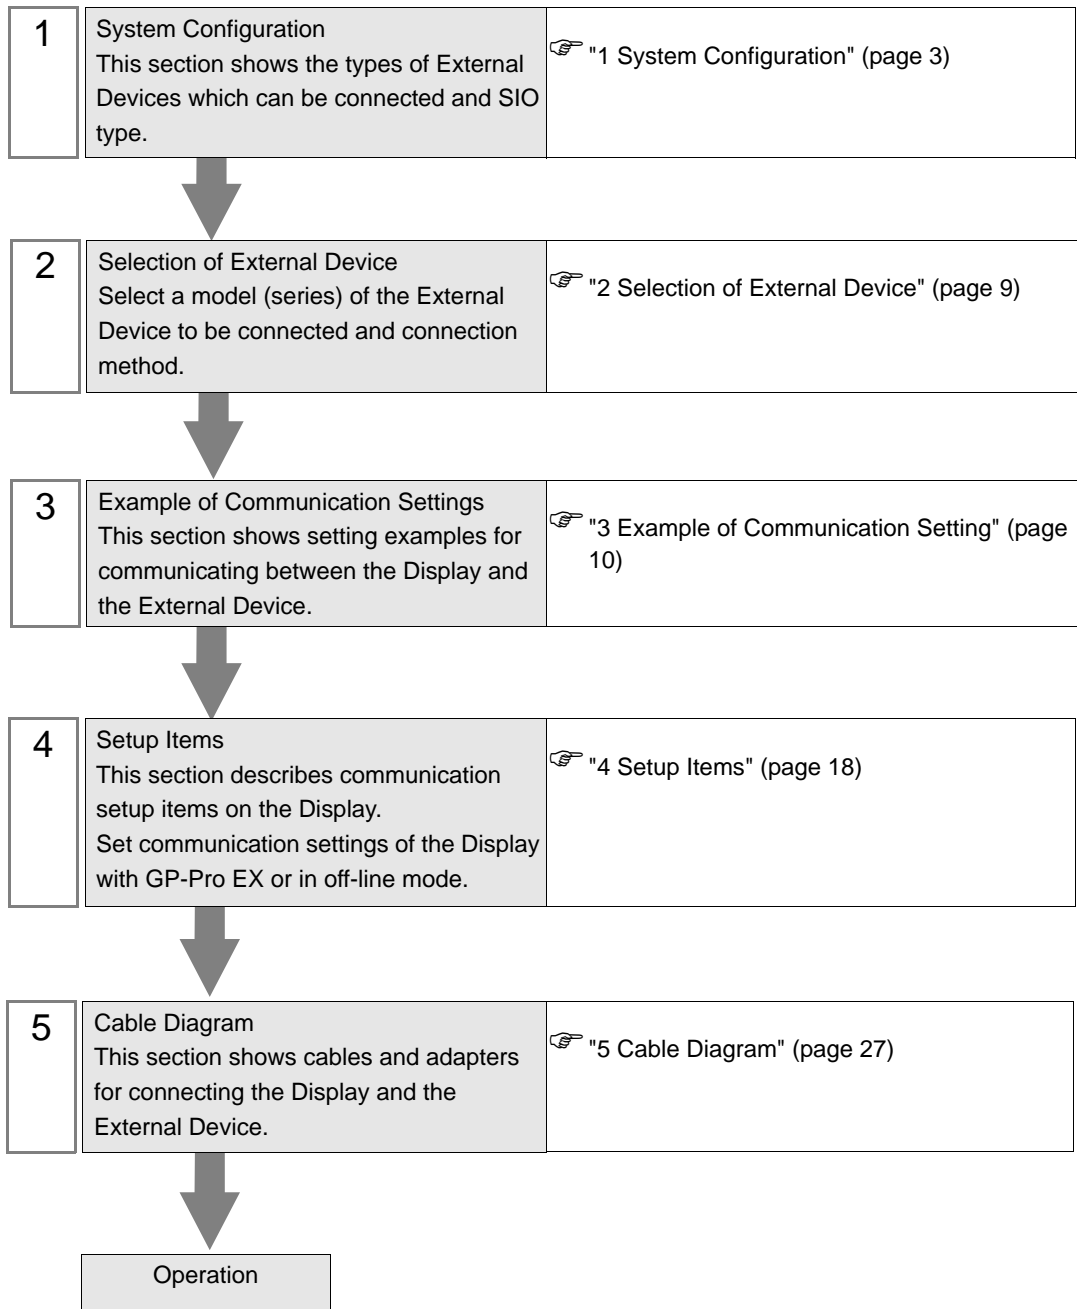 1
System Configuration
This section shows the types of External
Devices which can be connected and SIO
type.
"1 System Configuration" (page 3)
2
Selection of External Device
Select a model (series) of the External
Device to be connected and connection
method.
"2 Selection of External Device" (page 9)
3
Example of Communication Settings
This section shows setting examples for
communicating between the Display and
the External Device.
"3 Example of Communication Setting" (page
10)
4
Setup Items
This section describes communication
setup items on the Display.
Set communication settings of the Display
with GP-Pro EX or in off-line mode.
"4 Setup Items" (page 18)
5
Cable Diagram
This section shows cables and adapters
for connecting the Display and the
External Device.
"5 Cable Diagram" (page 27)
Operation